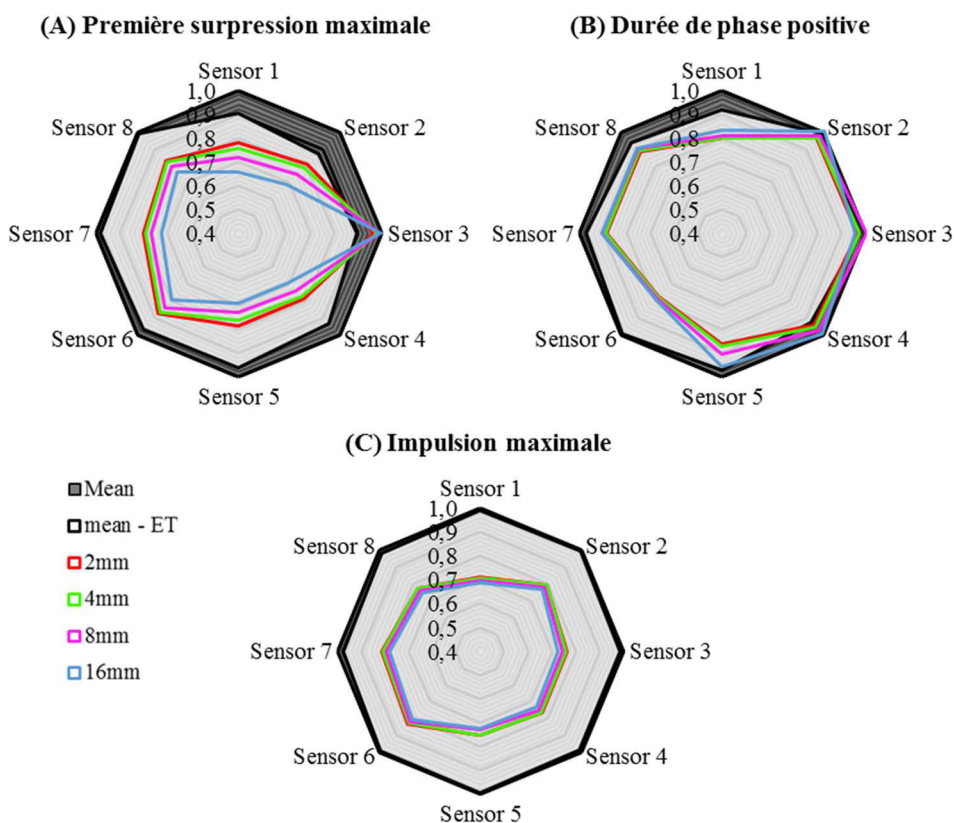 (A) Première surpression maximale
Sensor 1
1,0
0,9
0,8
0,7
0,6
0,5
0,4
Sensor 2
Sensor 3
Sensor 4
Sensor 5
Sensor 6
Sensor 7
Sensor 8
(B) Durée de phase positive
Sensor 1
1,0
0,9
0,8
0,7
0,6
0,5
0,4
Sensor 2
Sensor 3
Sensor 4
Sensor 5
Sensor 6
Sensor 7
Sensor 8
(C) Impulsion maximale
Mean
mean - ET
2mm
4mm
8mm
16mm
Sensor 1
1,0
0,9
0,8
0,7
0,6
0,5
0,4
Sensor 2
Sensor 3
Sensor 4
Sensor 5
Sensor 6
Sensor 7
Sensor 8